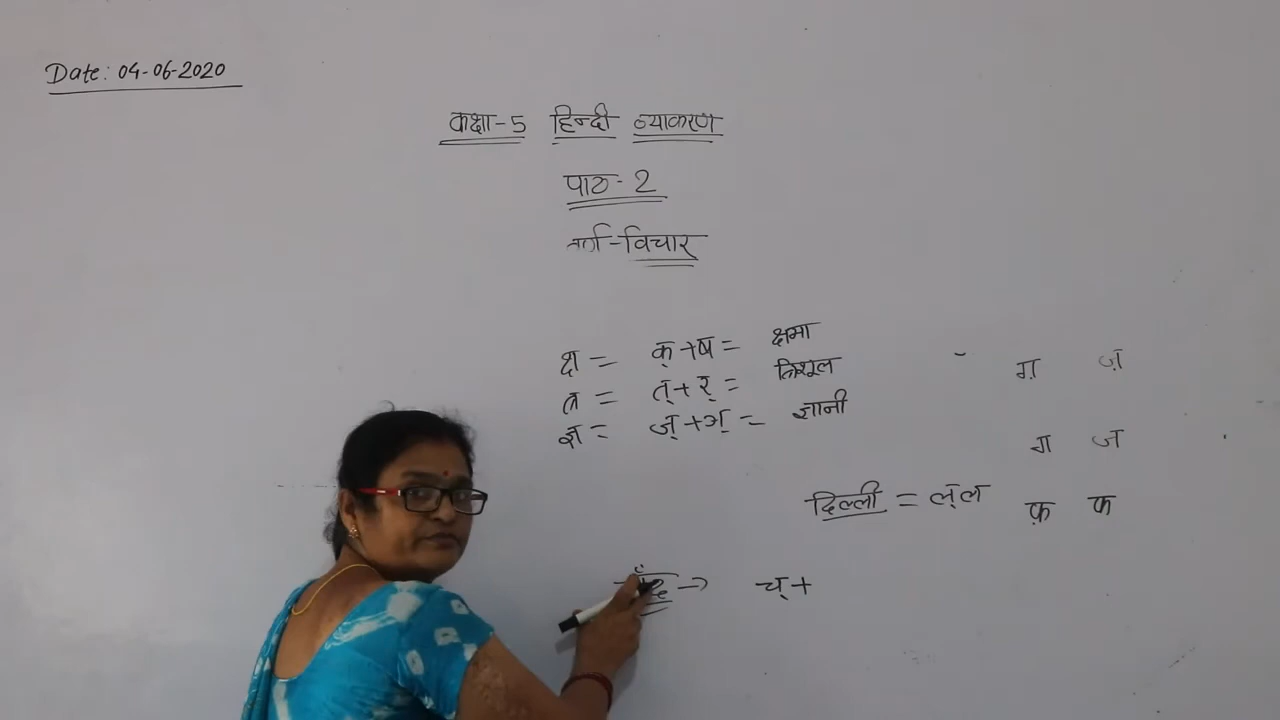 Date: 04-06-2020
कक्षा-5 हिन्दी व्याकरण
पाठ-2
वर्ण-विचार
क्ष = क्+ष = क्षमा
त्र = त्+र् = त्रिशूल
ज्ञ = ज्+ञ् = ज्ञानी
ग़ ज़
ग ज
दिल्ली = ल्ल
फ़ फ
→ च्+